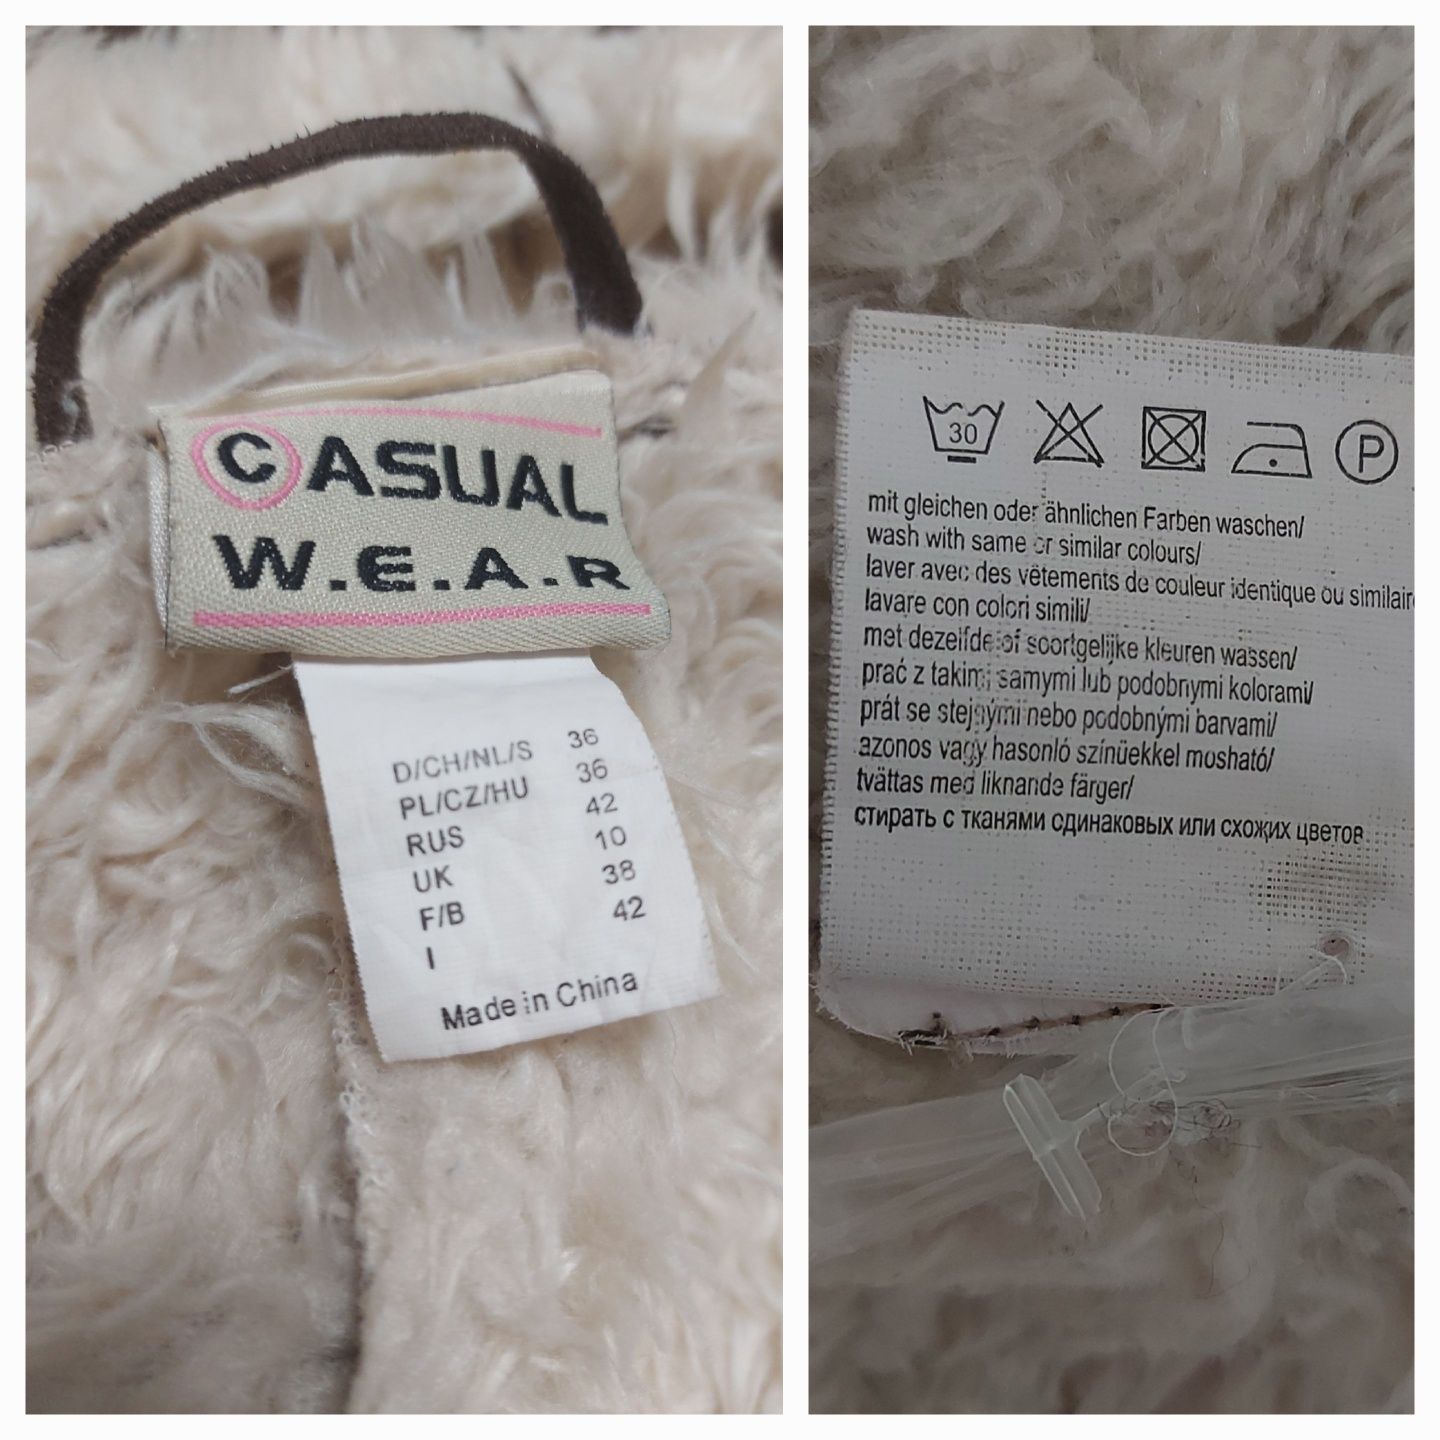 CASUAL
W.E.A.R
D/CH/NL/S 36
PL/CZ/HU 36
RUS 42
UK 10
F/B 38
I 42
Made in China
30
P
mit gleichen oder ähnlichen Farben waschen/
wash with same or similar colours/
laver avec des vêtements de couleur identique ou similair
lavare con colori simili/
met dezelfde of soortgelijke kleuren wassen/
prać z takimi samymi lub podobnymi kolorami/
prát se stejnými nebo podobnými barvami/
azonos vagy hasonló színűekkel mosható/
tvättas med liknande färger/
стирать с тканями одинаковых или схожих цветов